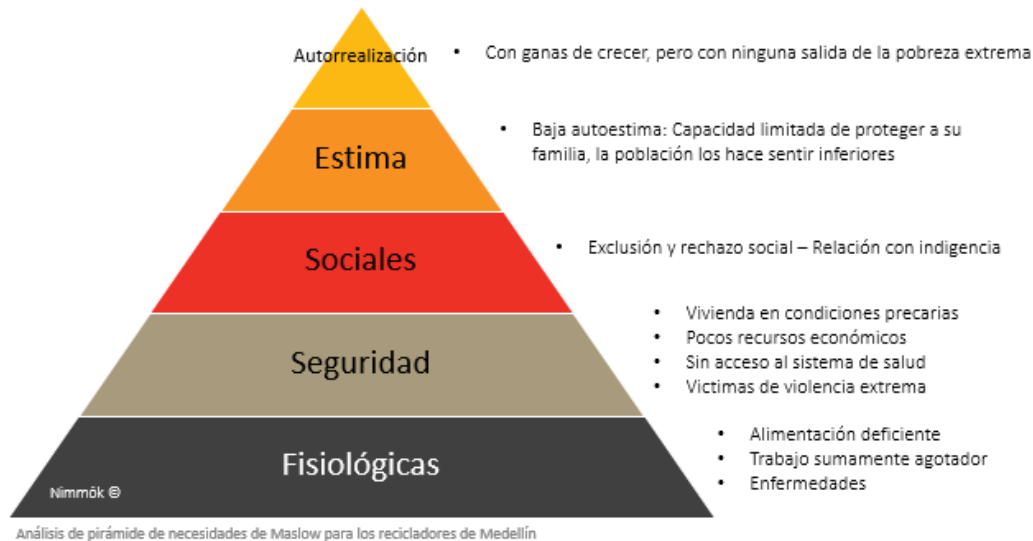 Autorrealización
• Con ganas de crecer, pero con ninguna salida de la pobreza extrema
Estima
• Baja autoestima: Capacidad limitada de proteger a su
familia, la población los hace sentir inferiores
Sociales
• Exclusión y rechazo social – Relación con indigencia
Seguridad
• Vivienda en condiciones precarias
• Pocos recursos económicos
• Sin acceso al sistema de salud
• Victimas de violencia extrema
Fisiológicas
• Alimentación deficiente
• Trabajo sumamente agotador
• Enfermedades
Nimmök ©
Análisis de pirámide de necesidades de Maslow para los recicladores de Medellín